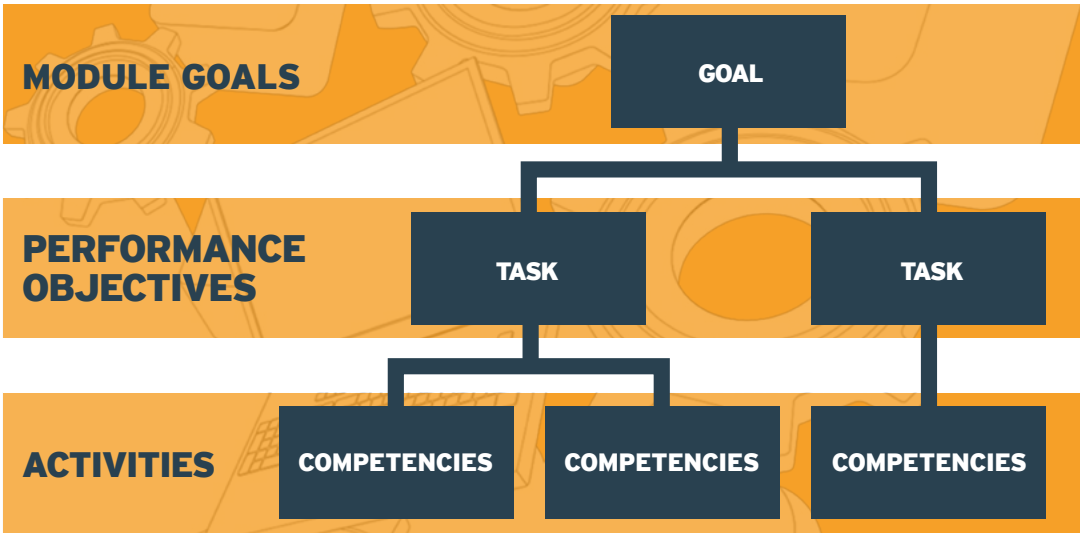 MODULE GOALS
GOAL
PERFORMANCE
OBJECTIVES
TASK
TASK
ACTIVITIES
COMPETENCIES
COMPETENCIES
COMPETENCIES